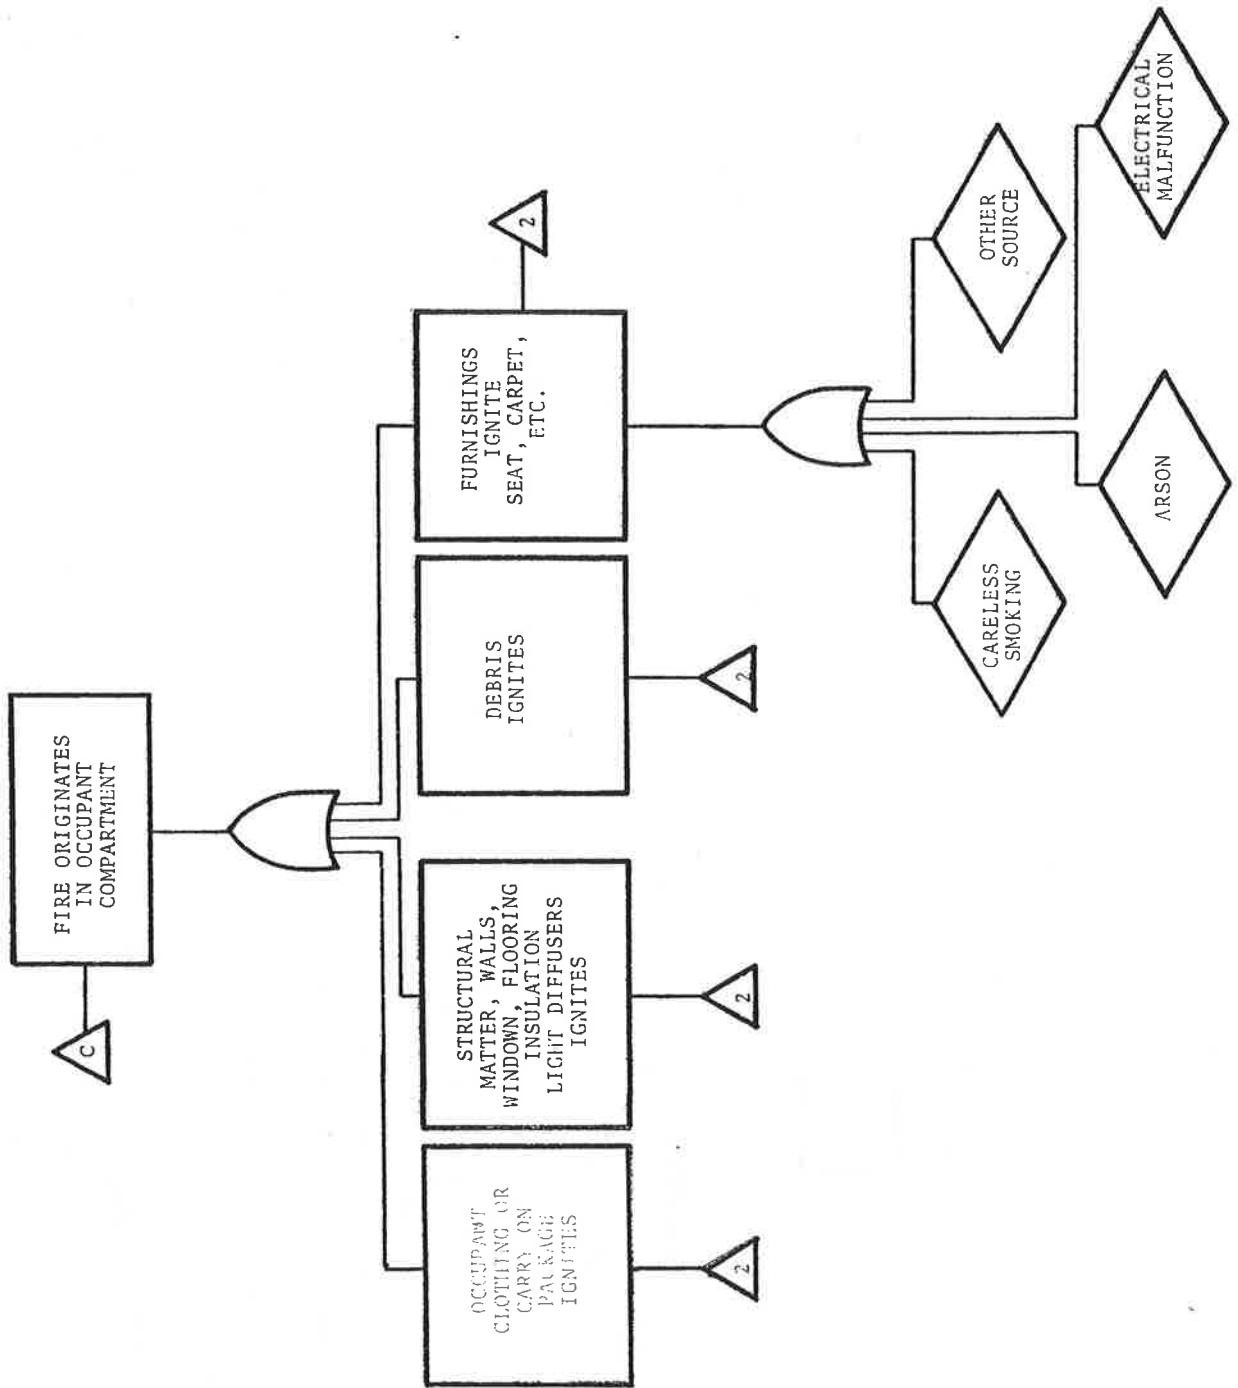 C
FIRE ORIGINATES
IN OCCUPANT
COMPARTMENT
OCCUPANT
CLOTHING OR
CARRY ON
PACKAGE
IGNITES
2
STRUCTURAL
MATTER, WALLS,
WINDOWN, FLOORING
INSULATION
LIGHT DIFFUSERS
IGNITES
2
DEBRIS
IGNITES
2
FURNISHINGS
IGNITE
SEAT, CARPET,
ETC.
2
CARELESS
SMOKING
ARSON
OTHER
SOURCE
ELECTRICAL
MALFUNCTION